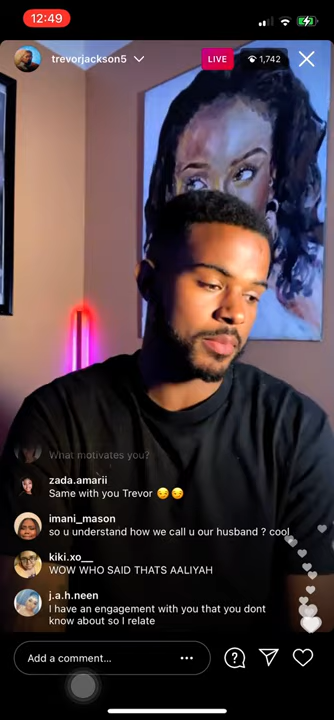 12:49
trevorjackson5
LIVE
1,742
What motivates you?
zada.amarii
Same with you Trevor 😏😏
imani_mason
so u understand how we call u our husband ? cool
kiki.xo__
WOW WHO SAID THATS AALIYAH
j.a.h.neen
I have an engagement with you that you dont
know about so I relate
Add a comment...